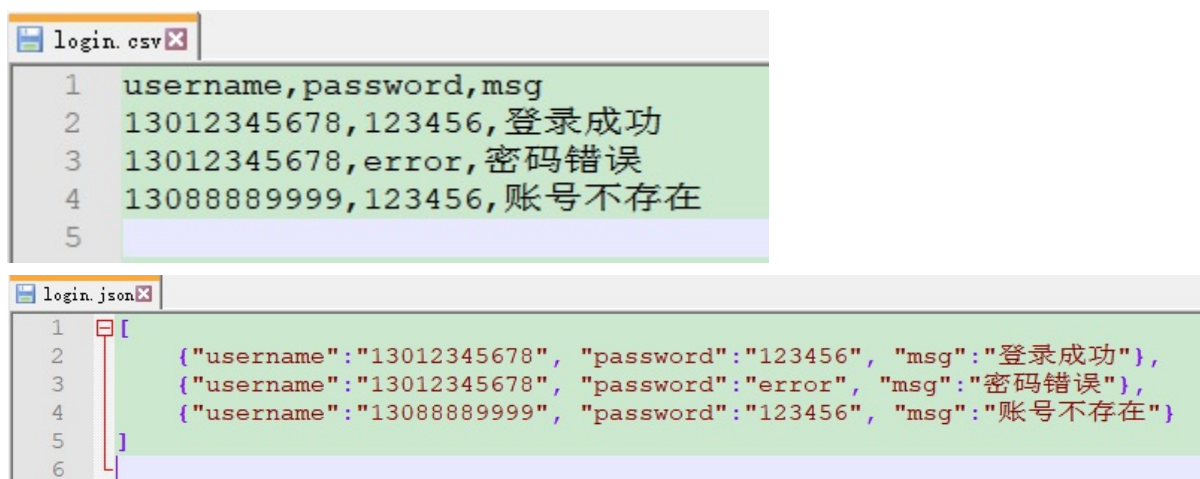 login.csv
1 username,password,msg
2 13012345678,123456,登录成功
3 13012345678,error,密码错误
4 13088889999,123456,账号不存在
5
login.json
1 [
2 {"username":"13012345678", "password":"123456", "msg":"登录成功"},
3 {"username":"13012345678", "password":"error", "msg":"密码错误"},
4 {"username":"13088889999", "password":"123456", "msg":"账号不存在"}
5 ]
6